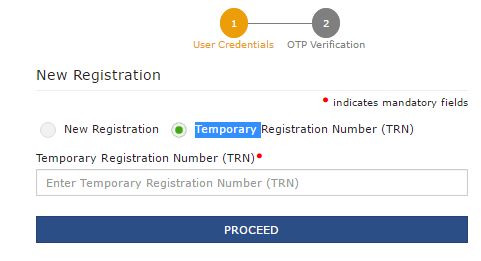 1 2
User Credentials OTP Verification
New Registration
• indicates mandatory fields
New Registration Temporary Registration Number (TRN)
Temporary Registration Number (TRN)•
Enter Temporary Registration Number (TRN)
PROCEED